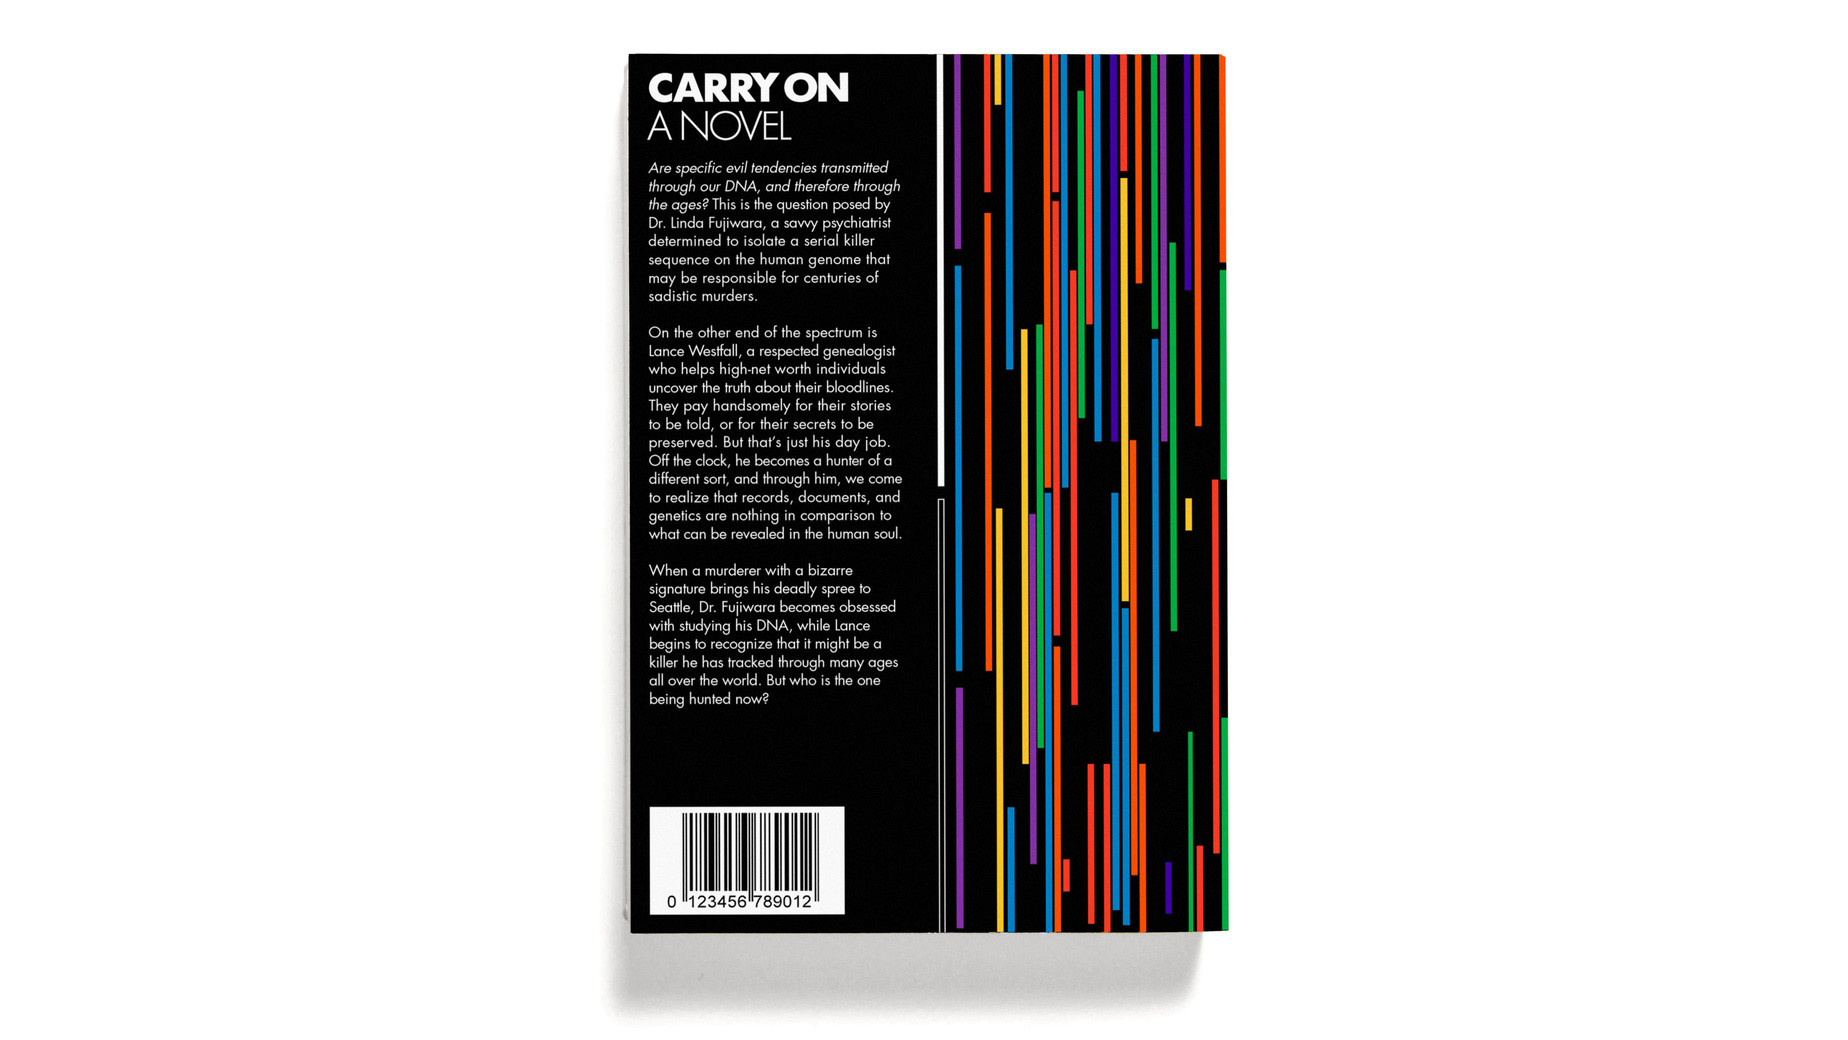 CARRY ON
A NOVEL
Are specific evil tendencies transmitted
through our DNA, and therefore through
the ages? This is the question posed by
Dr. Linda Fujiwara, a savvy psychiatrist
determined to isolate a serial killer
sequence on the human genome that
may be responsible for centuries of
sadistic murders.
On the other end of the spectrum is
Lance Westfall, a respected genealogist
who helps high-net worth individuals
uncover the truth about their bloodlines.
They pay handsomely for their stories
to be told, or for their secrets to be
preserved. But that's just his day job.
Off the clock, he becomes a hunter of a
different sort, and through him, we come
to realize that records, documents, and
genetics are nothing in comparison to
what can be revealed in the human soul.
When a murderer with a bizarre
signature brings his deadly spree to
Seattle, Dr. Fujiwara becomes obsessed
with studying his DNA, while Lance
begins to recognize that it might be a
killer he has tracked through many ages
all over the world. But who is the one
being hunted now?
0 123456 789012